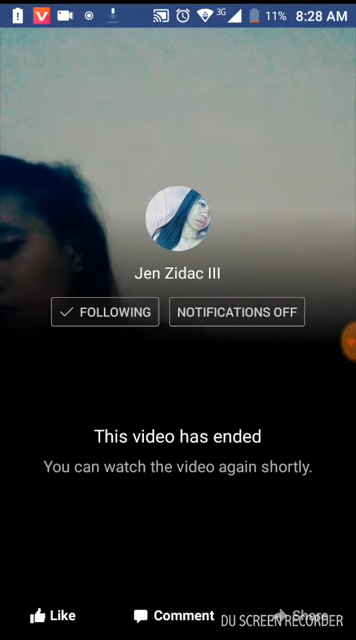 3G 11% 8:28 AM
Jen Zidac III
FOLLOWING NOTIFICATIONS OFF
This video has ended
You can watch the video again shortly.
Like Comment Share
DU SCREEN RECORDER